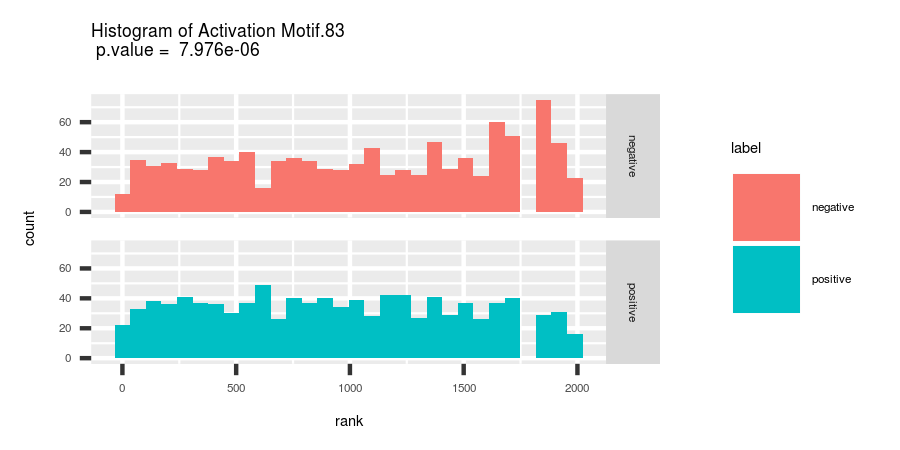 Histogram of Activation Motif.83
p.value = 7.976e-06
count
60
40
20
0
negative
60
40
20
0
positive
0 500 1000 1500 2000
rank
label
negative
positive